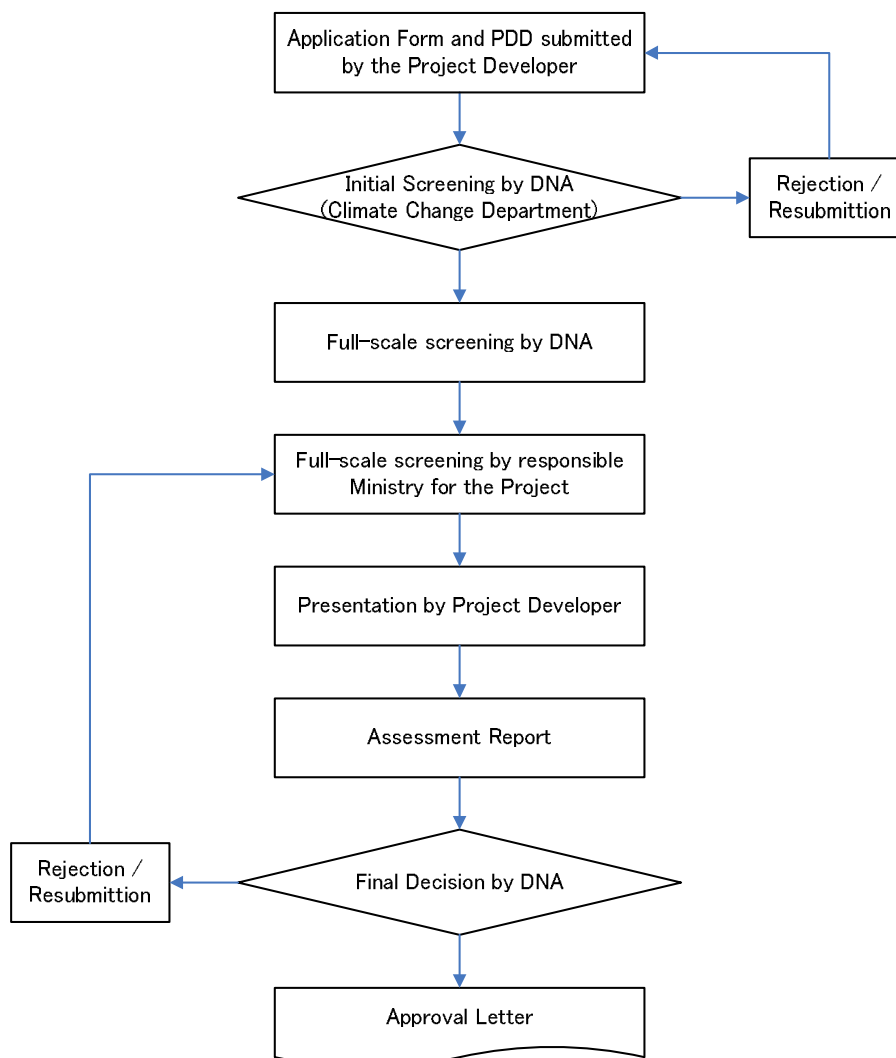 Application Form and PDD submitted
by the Project Developer
Initial Screening by DNA
(Climate Change Department)
Rejection /
Resubmittion
Full-scale screening by DNA
Full-scale screening by responsible
Ministry for the Project
Presentation by Project Developer
Assessment Report
Rejection /
Resubmittion
Final Decision by DNA
Approval Letter